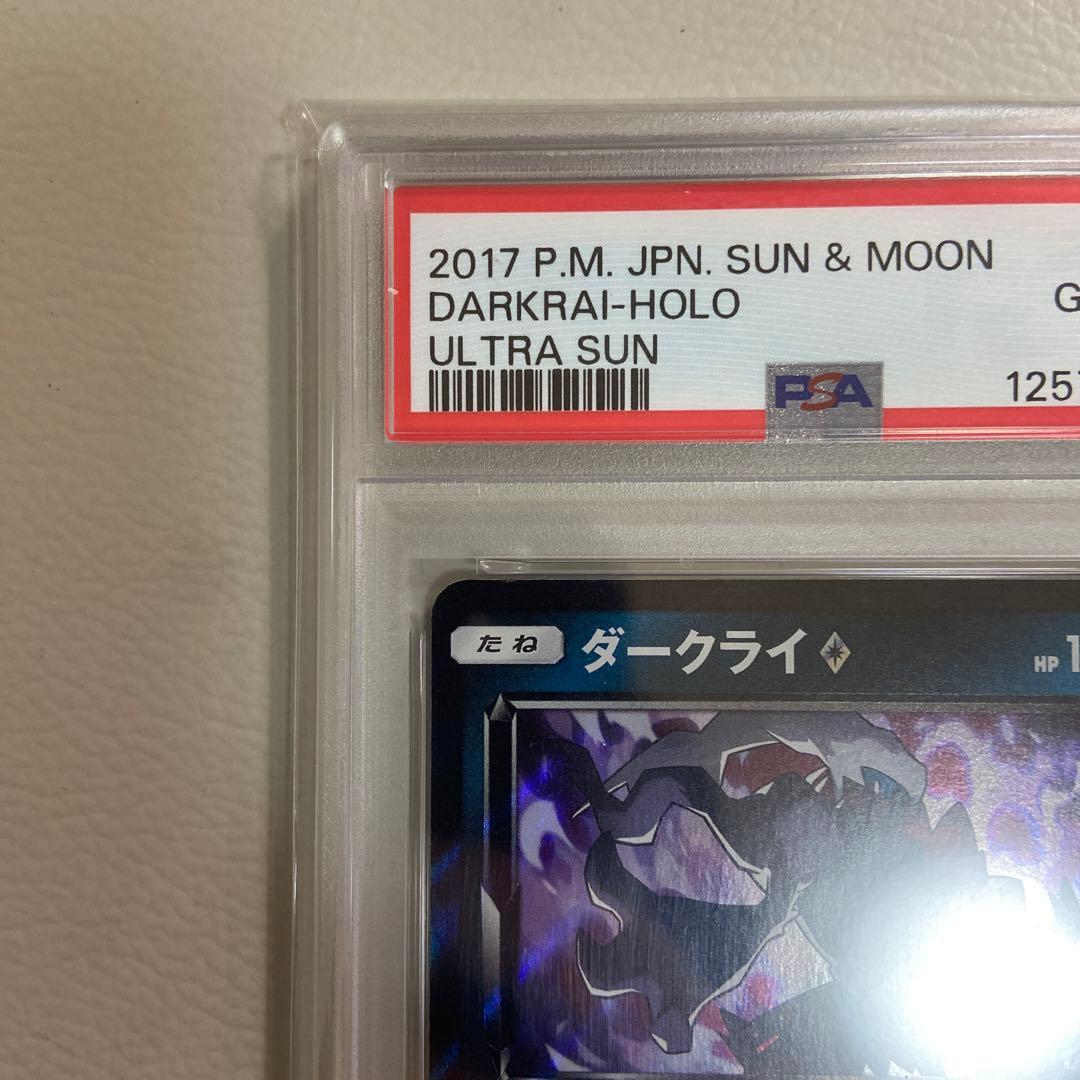 2017 P.M. JPN. SUN & MOON
DARKRAI-HOLO
ULTRA SUN
PSA
たね ダークライ HP